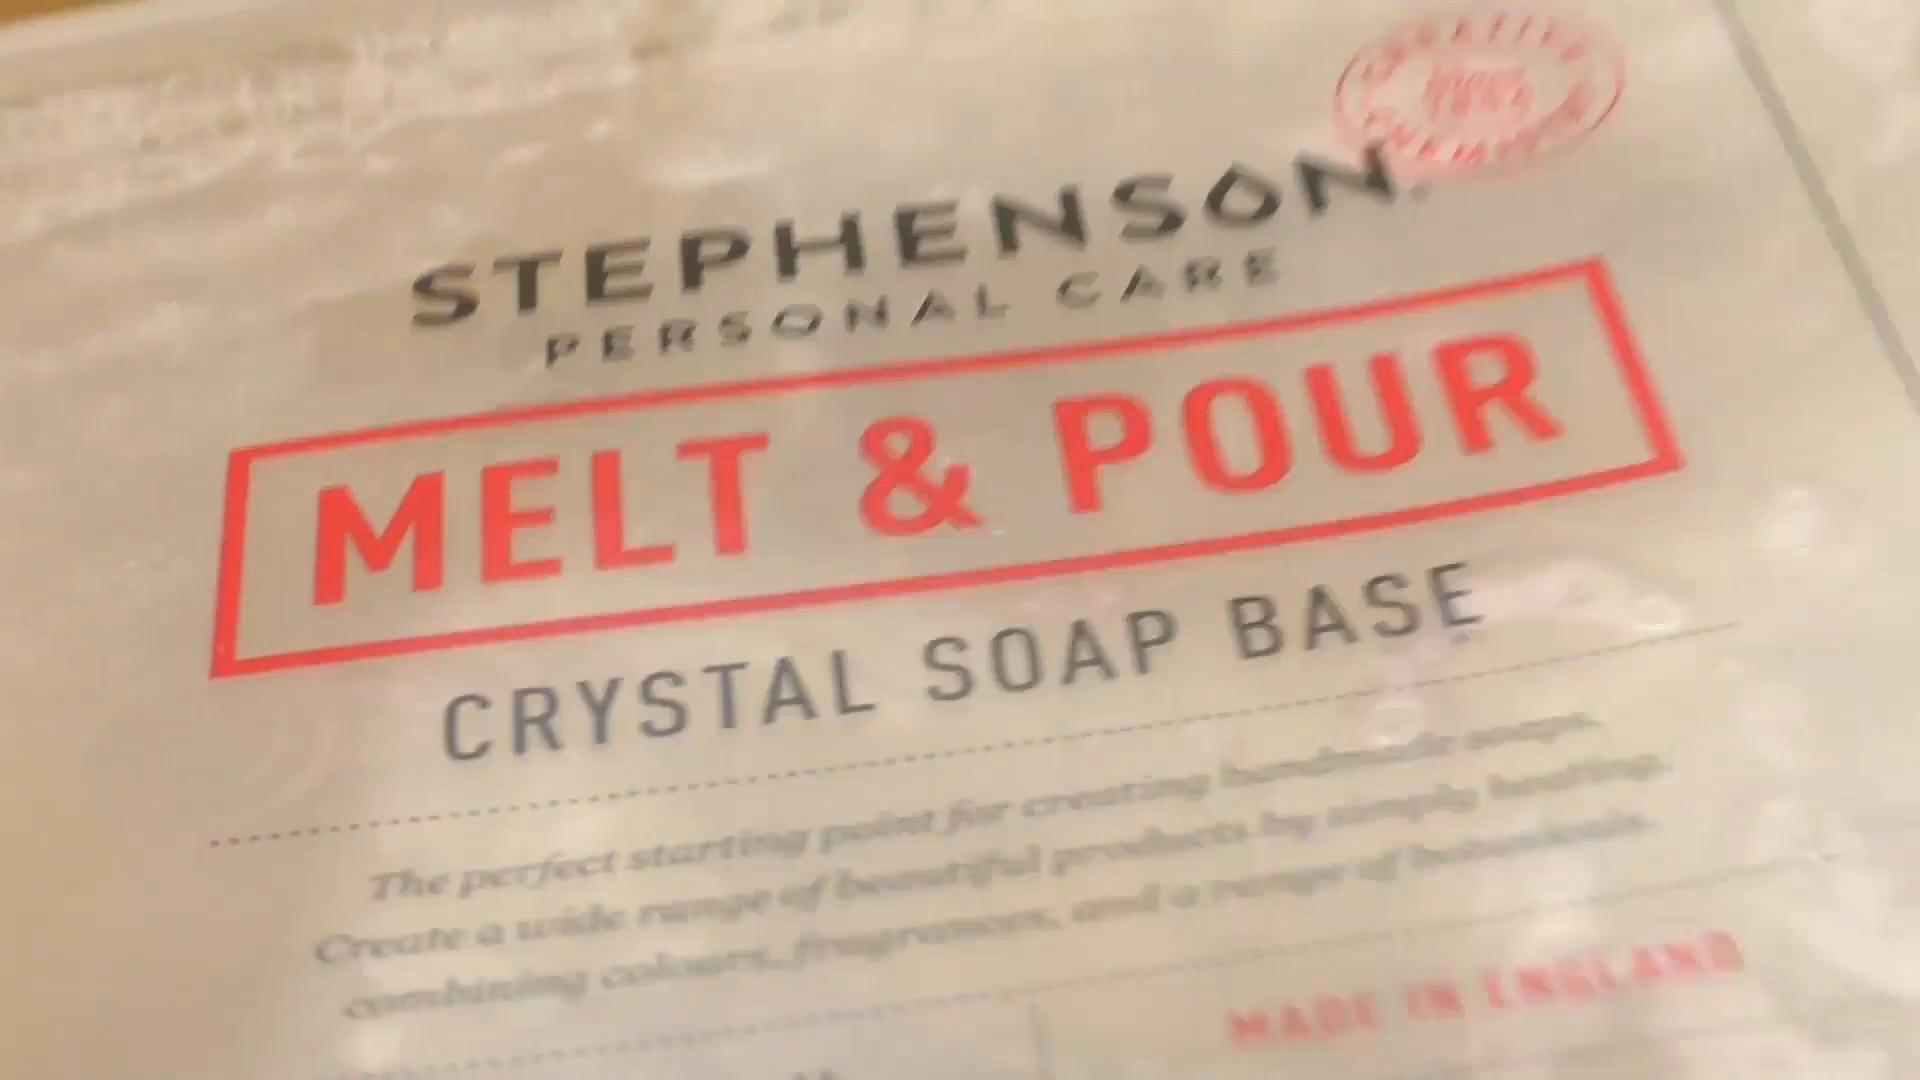 STEPHENSON
PERSONAL CARE
MELT & POUR
CRYSTAL SOAP BASE
The perfect starting point for creating handmade soaps.
Create a wide range of beautiful products by simply heating,
combining colours, fragrances, and a range of botanicals.
MADE IN ENGLAND